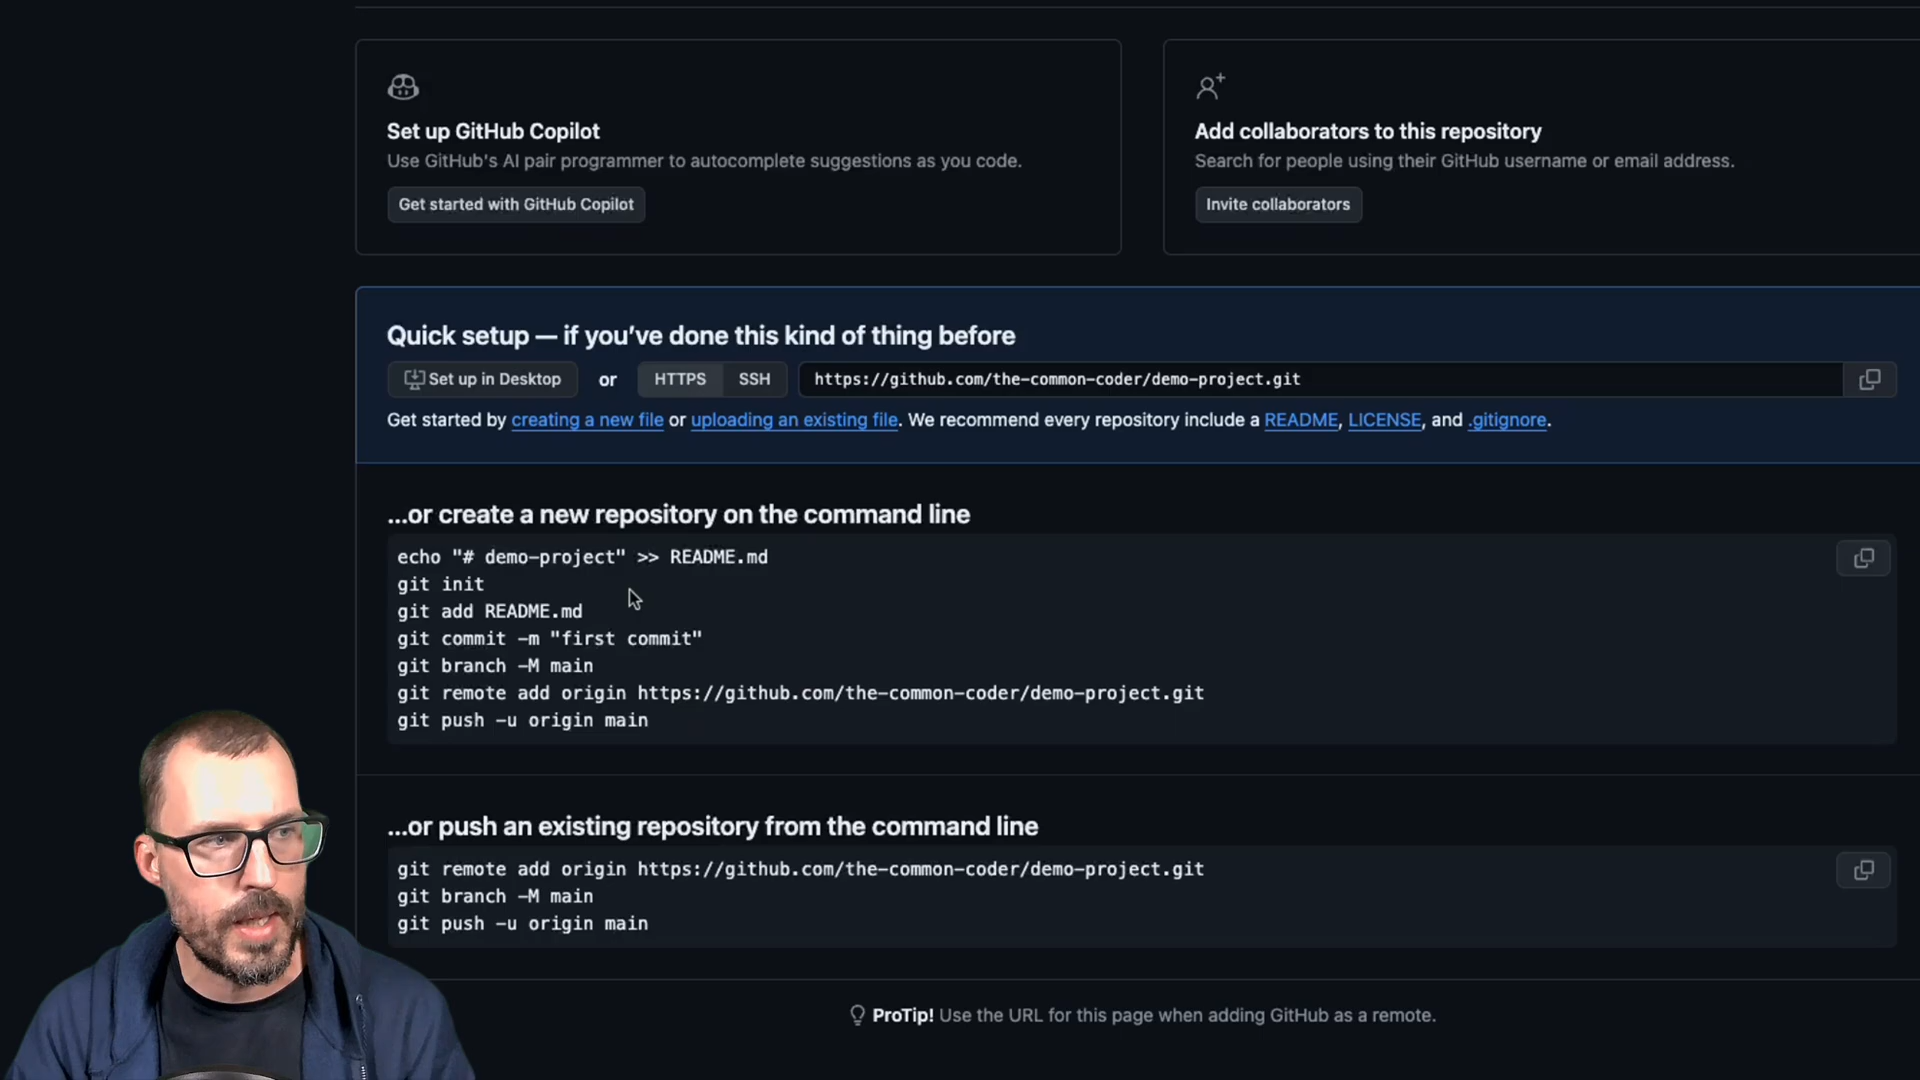 Set up GitHub Copilot
Use GitHub's AI pair programmer to autocomplete suggestions as you code.
Get started with GitHub Copilot
Add collaborators to this repository
Search for people using their GitHub username or email address.
Invite collaborators
Quick setup — if you've done this kind of thing before
Set up in Desktop or HTTPS SSH https://github.com/the-common-coder/demo-project.git
Get started by creating a new file or uploading an existing file. We recommend every repository include a README, LICENSE, and .gitignore.
...or create a new repository on the command line
echo "# demo-project" >> README.md
git init
git add README.md
git commit -m "first commit"
git branch -M main
git remote add origin https://github.com/the-common-coder/demo-project.git
git push -u origin main
...or push an existing repository from the command line
git remote add origin https://github.com/the-common-coder/demo-project.git
git branch -M main
git push -u origin main
ProTip! Use the URL for this page when adding GitHub as a remote.